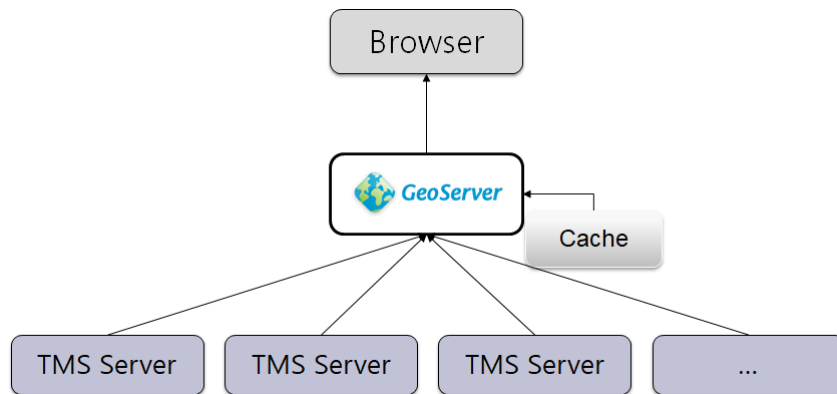 Browser
GeoServer
Cache
TMS Server
TMS Server
TMS Server
...